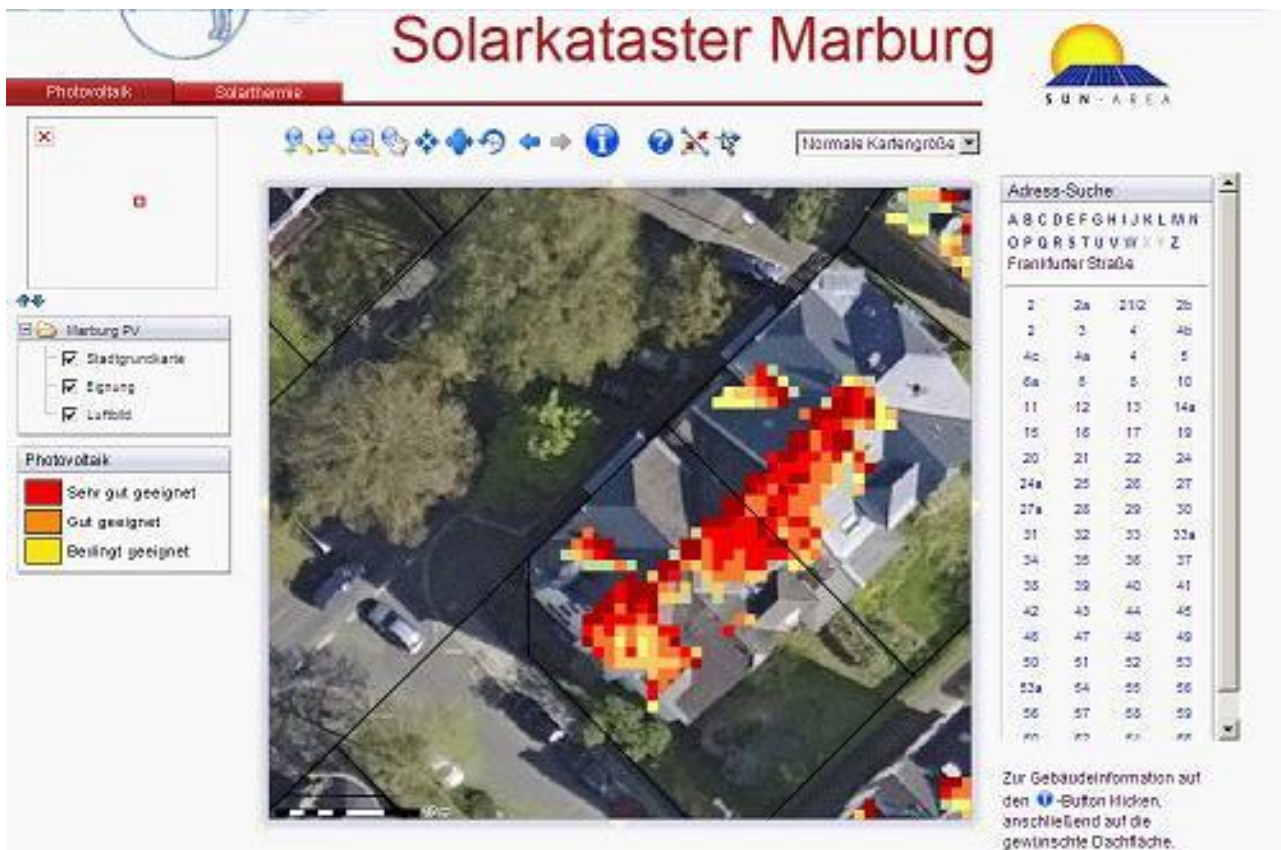 Solarkataster Marburg
SUN-AREA
Photovoltaik
Solarthermie
Normale Kartengröße
Marburg PV
Stadtgrundkarte
Eignung
Luftbild
Photovoltaik
Sehr gut geeignet
Gut geeignet
Bedingt geeignet
Adress-Suche
A B C D E F G H I J K L M N
O P Q R S T U V W X Y Z
Frankfurter Straße
2 2a 21/2 2b
3 4 4b
4c 4a 4 5
10
11 12 13 14a
15 16 17 19
20 21 22 24
24a 25 26 27
27a 28 29 30
31 32 33 33a
34 35 36 37
38 39 40 41
42 43 44 45
46 47 48 49
50 51 52 53
53a 54 55 56
56 57 58 59
Zur Gebäudeinformation auf
den -Button klicken,
anschließend auf die
gewünschte Dachfläche.